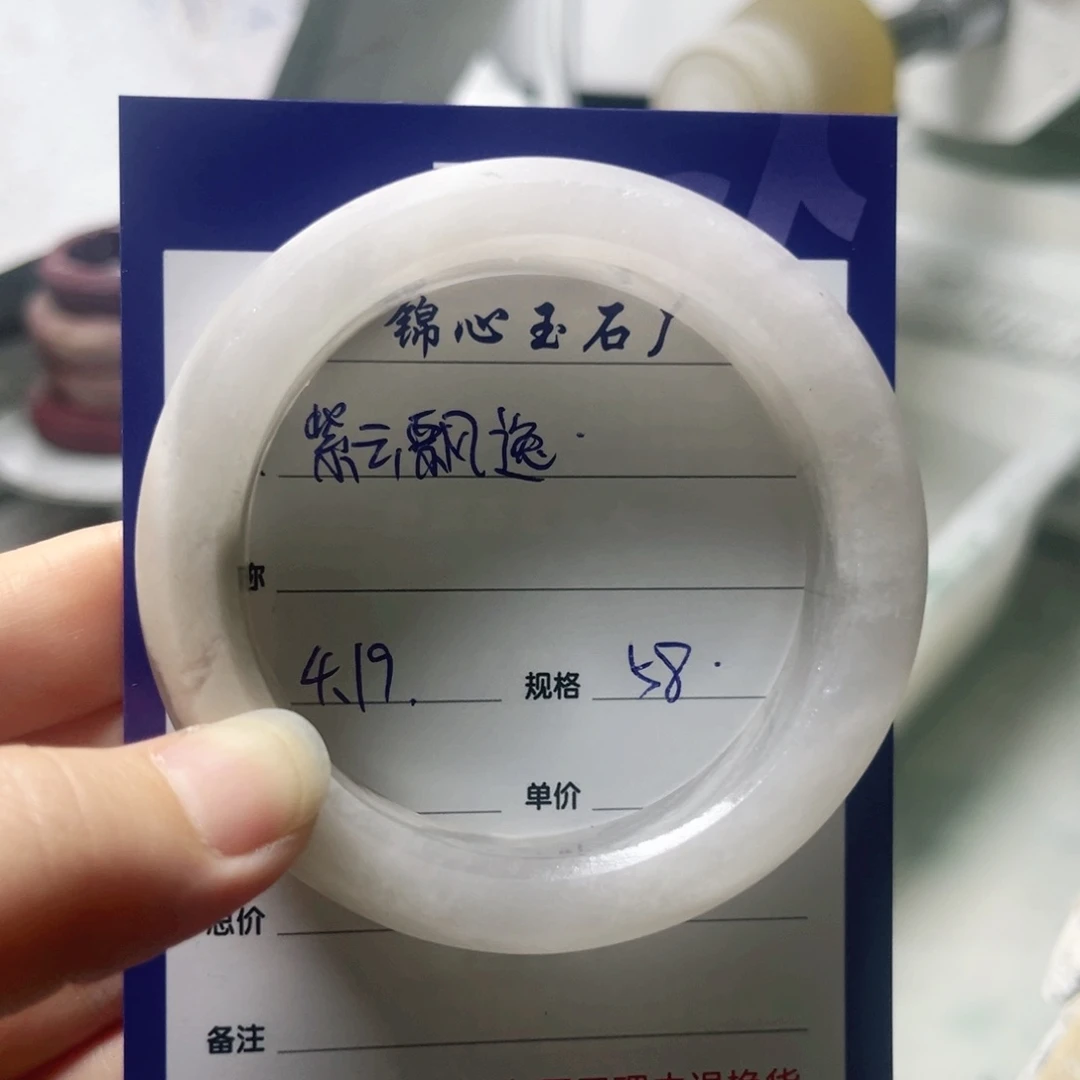 锦心玉石厂
紫云飘逸.
称
4.19. 规格 58.
单价
总价
备注